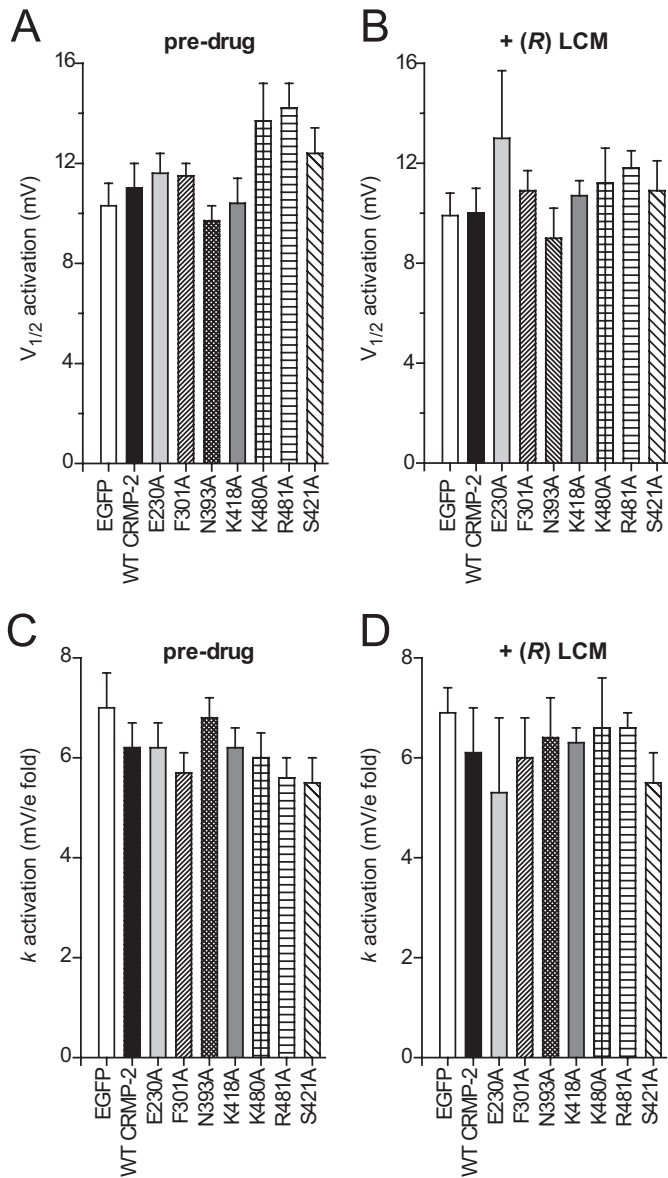 A
pre-drug
16
12
8
4
0
V1/2 activation (mV)
EGFP
WT CRMP-2
E230A
F301A
N393A
K418A
K480A
R481A
S421A
B
+ (R) LCM
16
12
8
4
0
V1/2 activation (mV)
EGFP
WT CRMP-2
E230A
F301A
N393A
K418A
K480A
R481A
S421A
C
pre-drug
8
6
4
2
0
k activation (mV/e fold)
EGFP
WT CRMP-2
E230A
F301A
N393A
K418A
K480A
R481A
S421A
D
+ (R) LCM
8
6
4
2
0
k activation (mV/e fold)
EGFP
WT CRMP-2
E230A
F301A
N393A
K418A
K480A
R481A
S421A